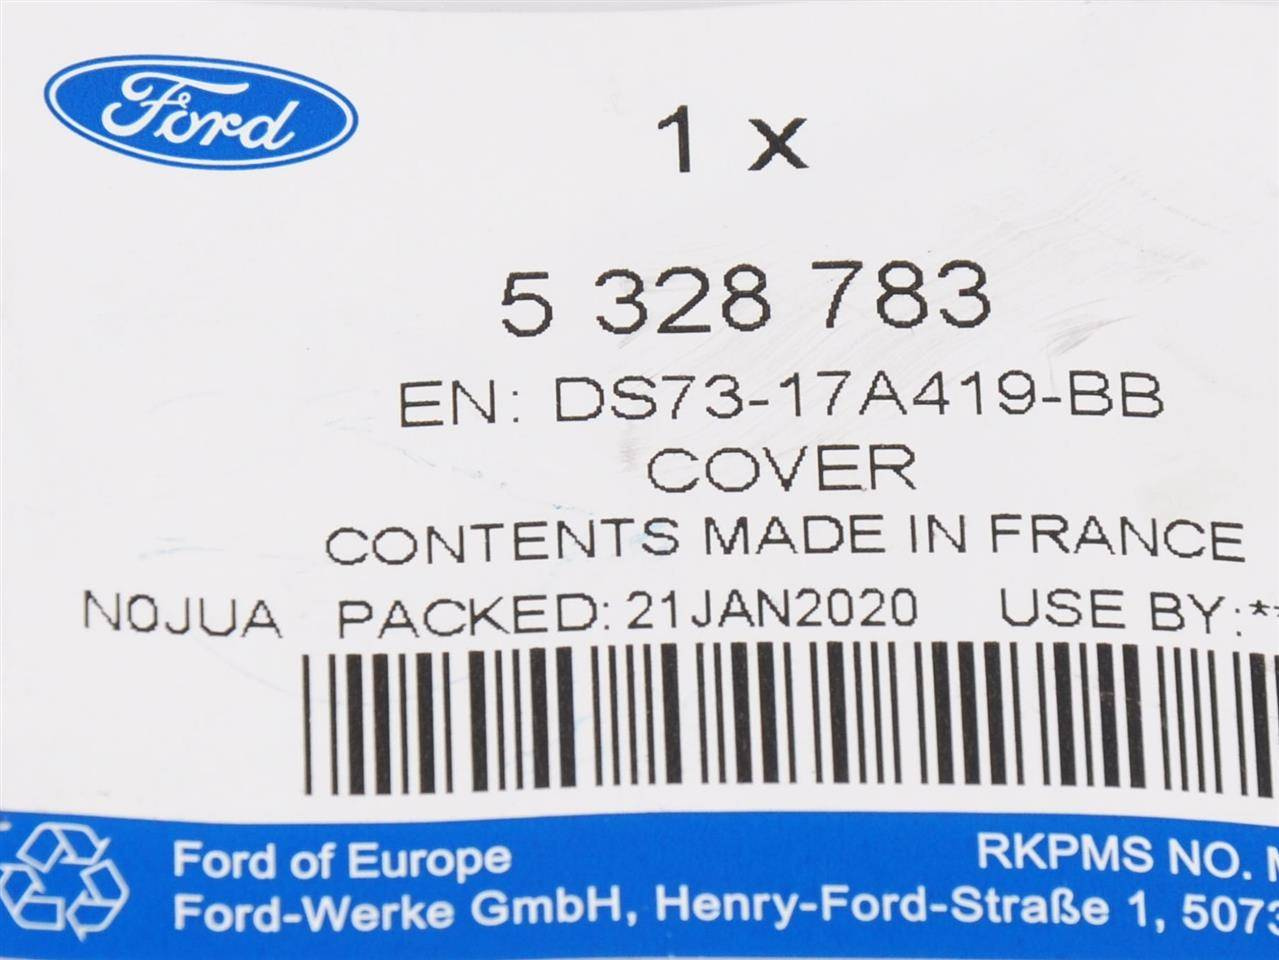 Ford
1 x
5 328 783
EN: DS73-17A419-BB
COVER
CONTENTS MADE IN FRANCE
N0JUA PACKED: 21JAN2020 USE BY:*
Ford of Europe
RKPMS NO.
Ford-Werke GmbH, Henry-Ford-Straße 1, 5073